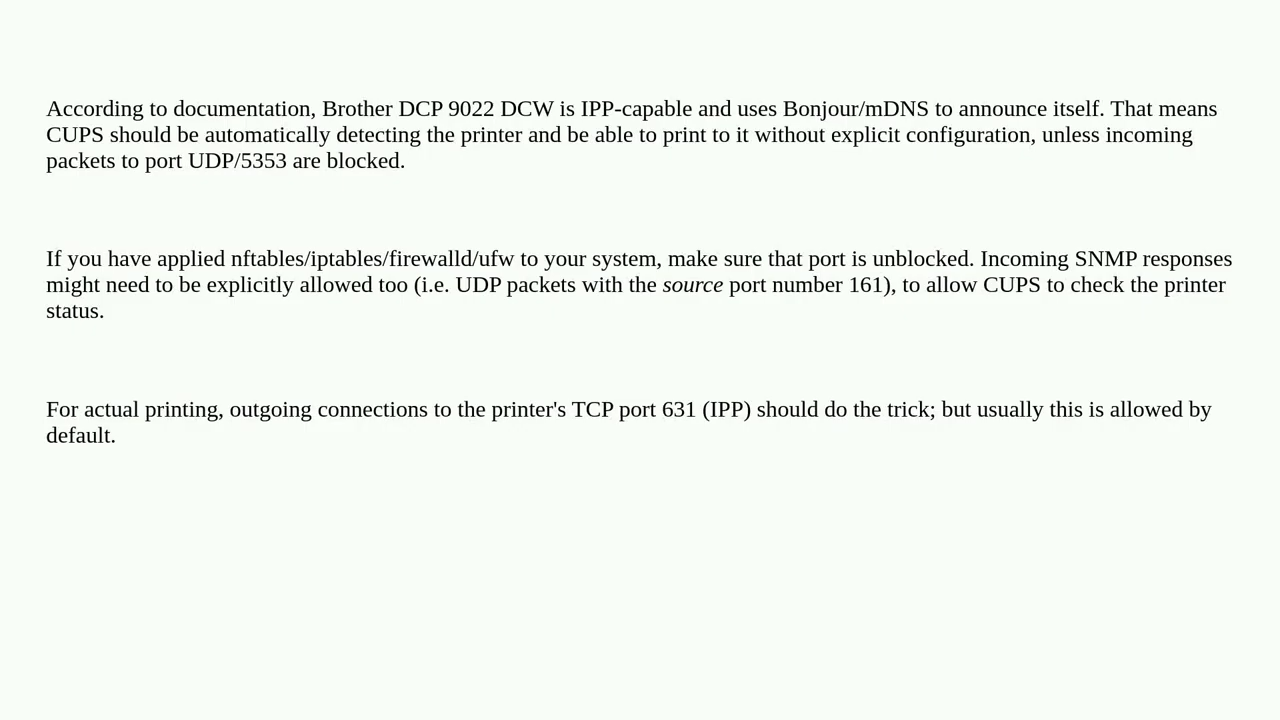 According to documentation, Brother DCP 9022 DCW is IPP-capable and uses Bonjour/mDNS to announce itself. That means
CUPS should be automatically detecting the printer and be able to print to it without explicit configuration, unless incoming
packets to port UDP/5353 are blocked.
If you have applied nftables/iptables/firewalld/ufw to your system, make sure that port is unblocked. Incoming SNMP responses
might need to be explicitly allowed too (i.e. UDP packets with the source port number 161), to allow CUPS to check the printer
status.
For actual printing, outgoing connections to the printer's TCP port 631 (IPP) should do the trick; but usually this is allowed by
default.